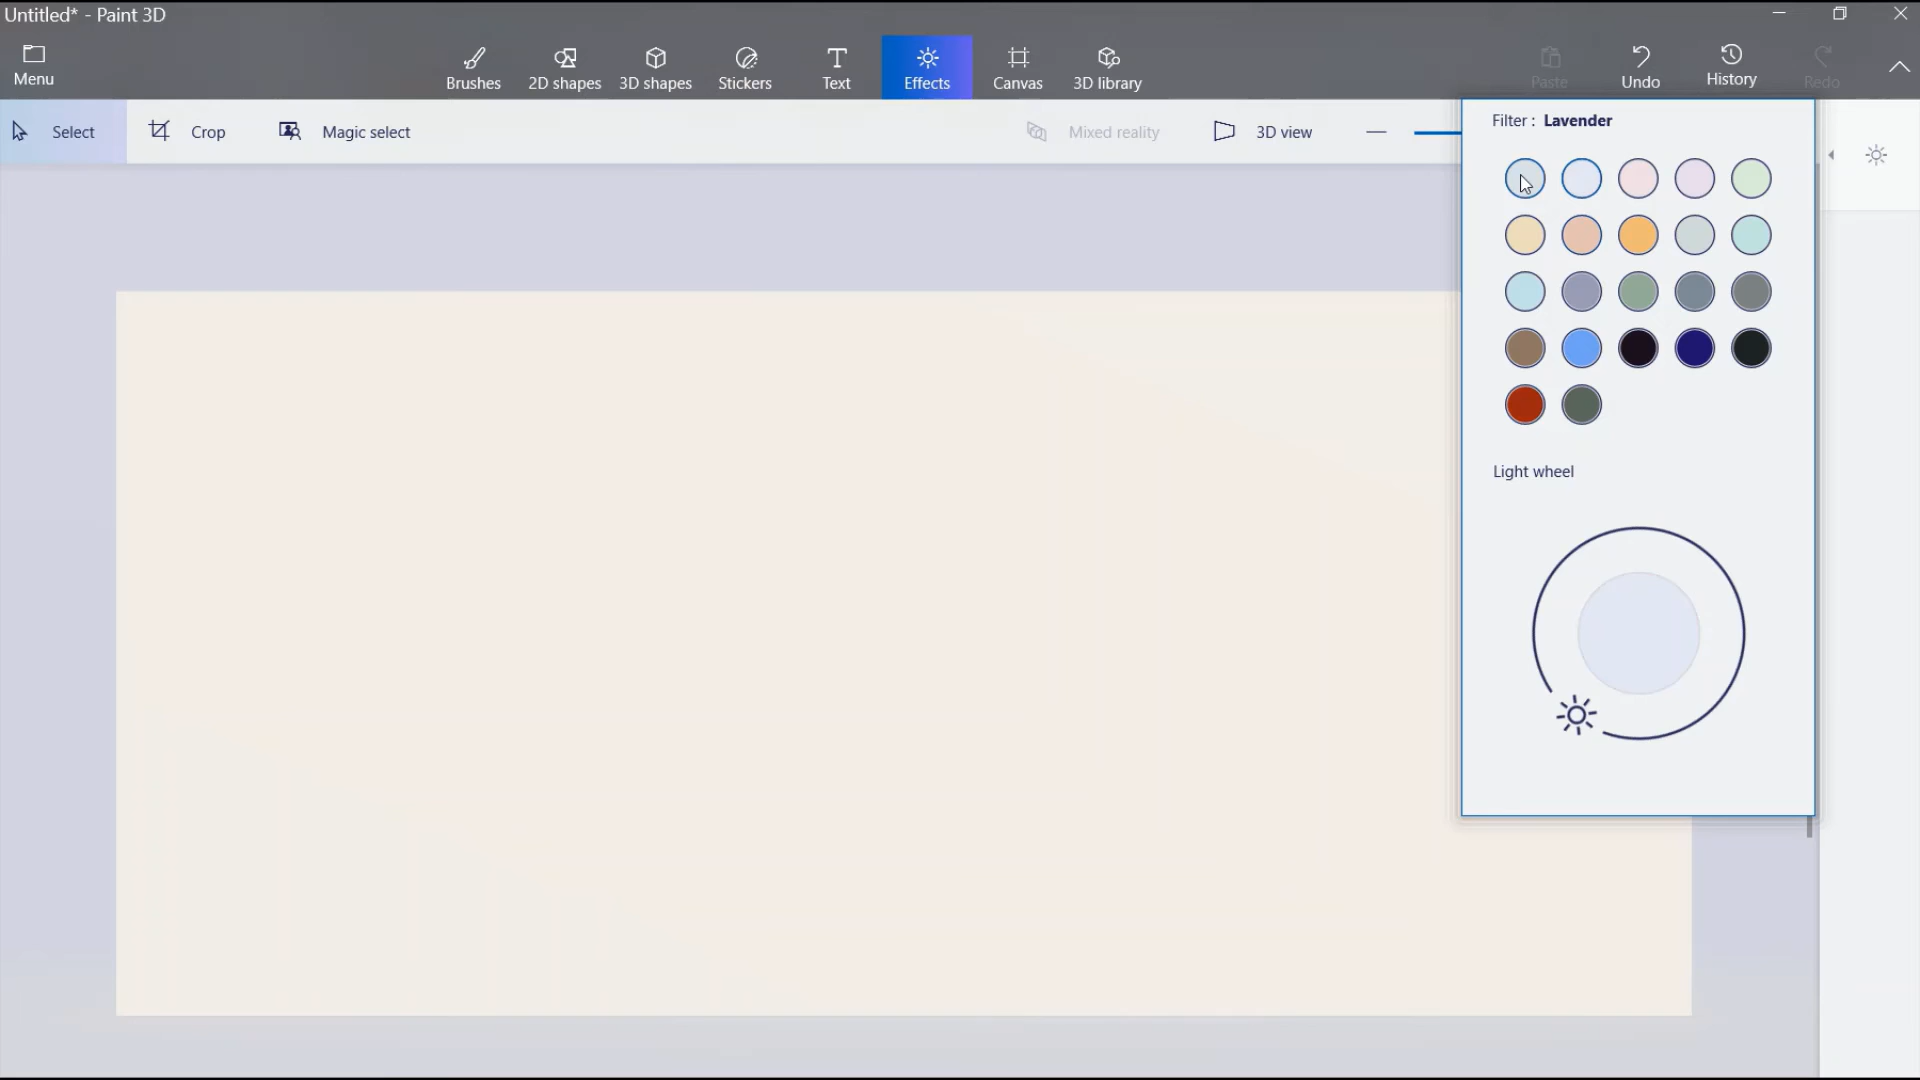 Untitled* - Paint 3D
Menu
Brushes
2D shapes
3D shapes
Stickers
Text
Effects
Canvas
3D library
Paste
Undo
History
Redo
Select
Crop
Magic select
Mixed reality
3D view
Filter : Lavender
Light wheel